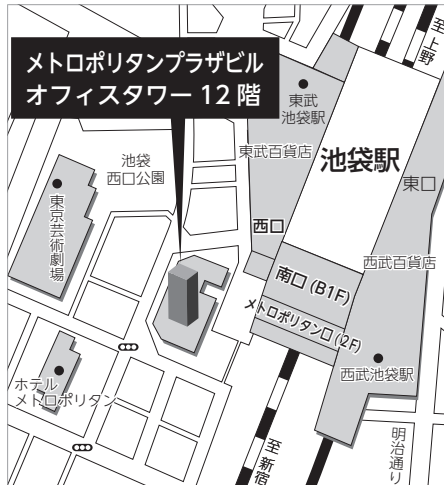 メトロポリタンプラザビル
オフィスタワー 12 階
至上野
東武
池袋駅
東武百貨店
池袋駅
東口
池袋
西口公園
東京芸術劇場
西口
西武百貨店
南口 (B1F)
メトロポリタン口 (2F)
西武池袋駅
ホテル
メトロポリタン
至新宿
明治通り